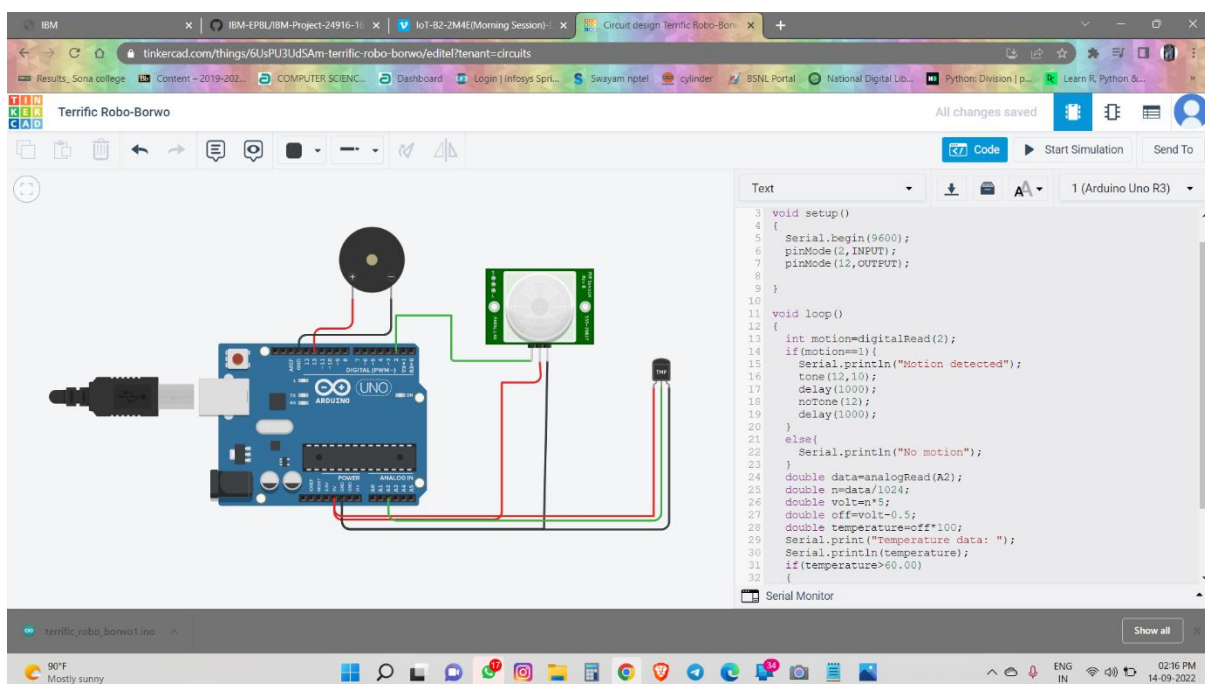 IBM
IBM-EPBL/IBM-Project-24916-16
IoT-B2-2M4E(Morning Session)-
Circuit design Terrific Robo-Borw
tinkercad.com/things/6UsPU3UdSAm-terrific-robo-borwo/editel?tenant=circuits
Results_Sona college
Content – 2019-202...
COMPUTER SCIENC...
Dashboard
Login | Infosys Spri...
Swayam nptel
cylinder
BSNL Portal
National Digital Lib...
Python: Division | p...
Learn R, Python &...
TIN
KER
CAD
Terrific Robo-Borwo
All changes saved
Code
Start Simulation
Send To
Text
1 (Arduino Uno R3)
3 void setup()
4 {
5 Serial.begin(9600);
6 pinMode(2,INPUT);
7 pinMode(12,OUTPUT);
8
9 }
10
11 void loop()
12 {
13 int motion=digitalRead(2);
14 if(motion==1){
15 Serial.println("Motion detected");
16 tone(12,10);
17 delay(1000);
18 noTone(12);
19 delay(1000);
20 }
21 else{
22 Serial.println("No motion");
23 }
24 double data=analogRead(A2);
25 double n=data/1024;
26 double volt=n*5;
27 double off=volt-0.5;
28 double temperature=off*100;
29 Serial.print("Temperature data: ");
30 Serial.println(temperature);
31 if(temperature>60.00)
32 {
Serial Monitor
DIGITAL (PWM~)
UNO
ARDUINO
TX
RX
ON
POWER
ANALOG IN
TMP
terrific_robo_borwo1.ino
Show all
90°F
Mostly sunny
17
34
ENG
IN
02:16 PM
14-09-2022